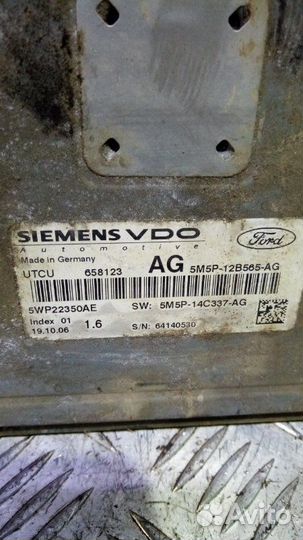 SIEMENS VDO
Automotive
Made in Germany
Ford
UTCU 658123 AG 5M5P-12B565-AG
5WP22350AE SW: 5M5P-14C337-AG
Index 01 1.6 S/N: 64140530
19.10.06
Avito